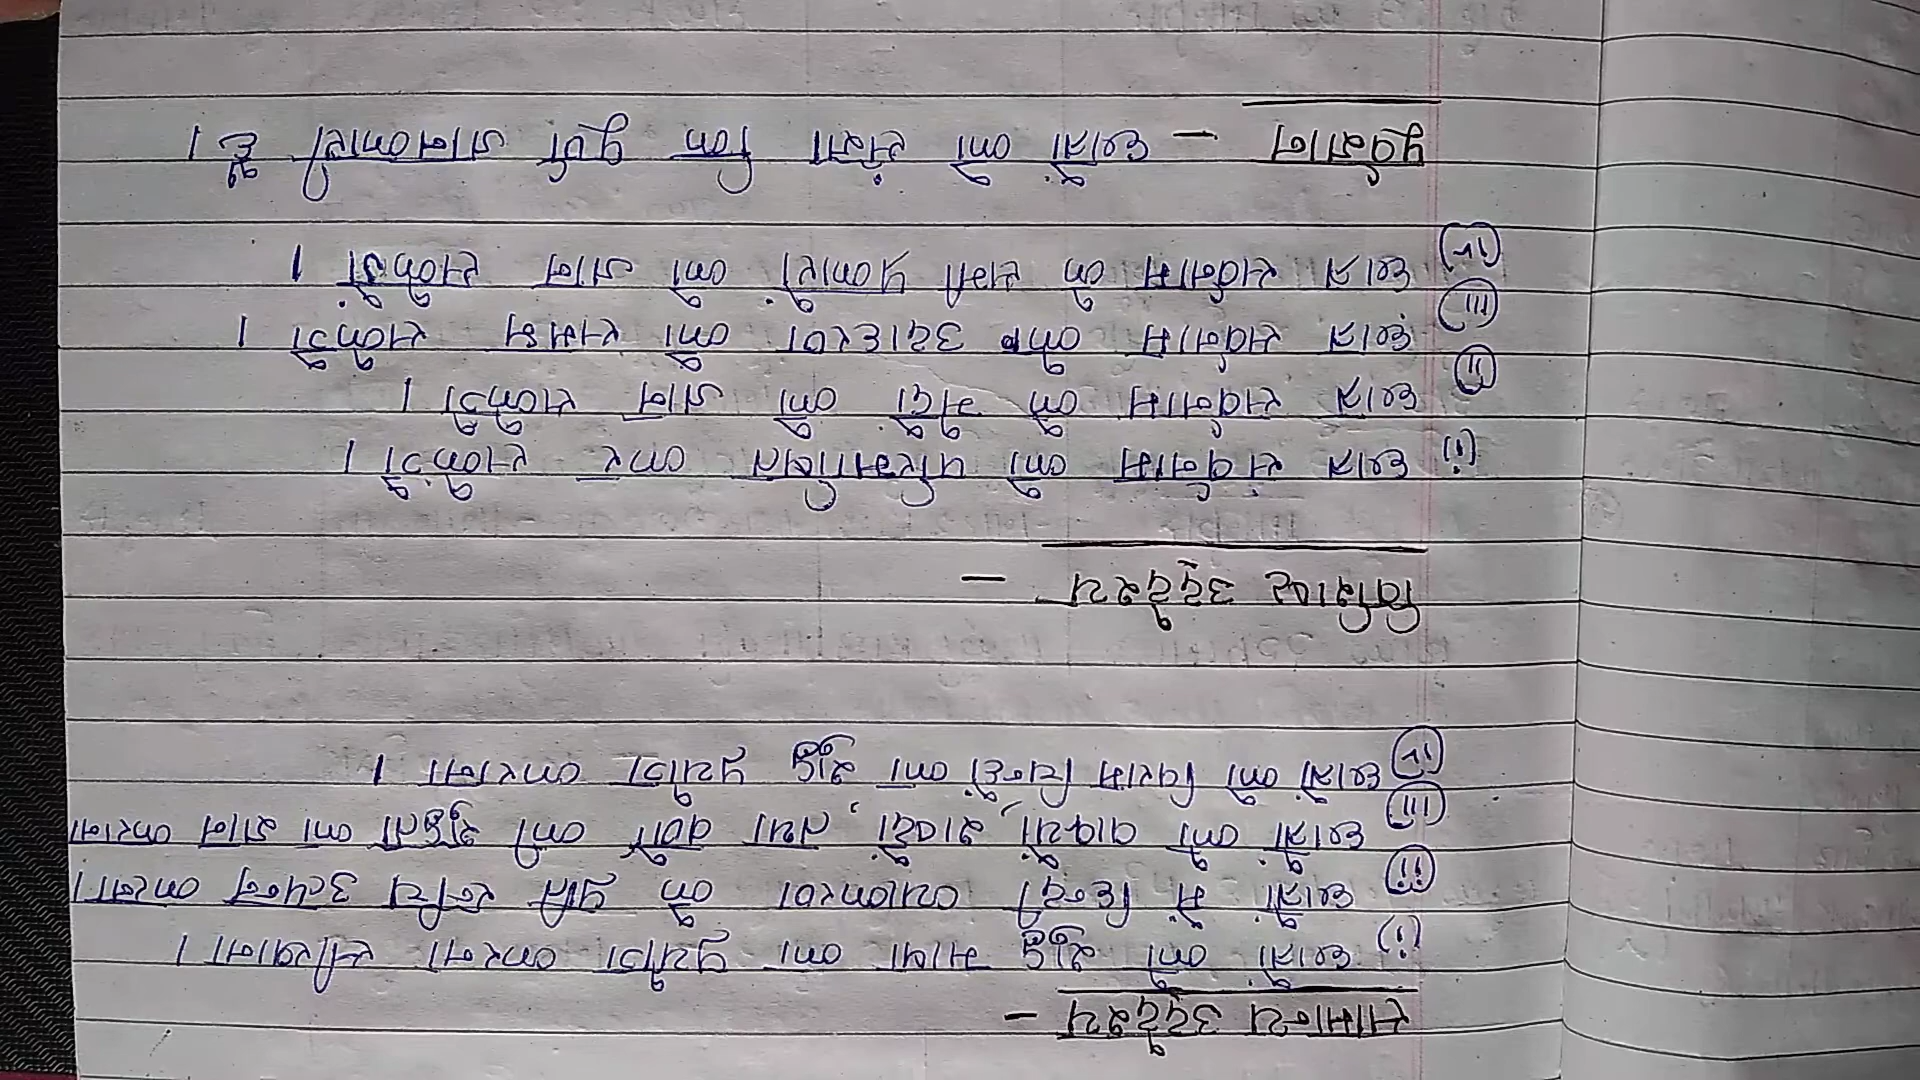 सामान्य उद्देश्य -
(i) छात्रों को शुद्ध भाषा का प्रयोग करना सीखाना।
(ii) छात्रों में हिन्दी व्याकरण के प्रति रूचि उत्पन्न करना।
(iii) छात्रों को वाक्यों, शब्दों, तथा वर्णों की शुद्धता का ज्ञान कराना
(iv) छात्रों को विराम चिन्हों का शुद्ध प्रयोग कराना।
विशिष्ट उद्देश्य -
(i) छात्र सर्वनाम को परिभाषित कर सकेंगे।
(ii) छात्र सर्वनाम के भेदों को जान सकेंगे।
(iii) छात्र सर्वनाम के उदाहरण को समझ सकेंगे।
(iv) छात्र सर्वनाम के सभी प्रकारों को जान सकेंगे।
पूर्वज्ञान - छात्रों को संज्ञा कि पूर्ण जानकारी है।